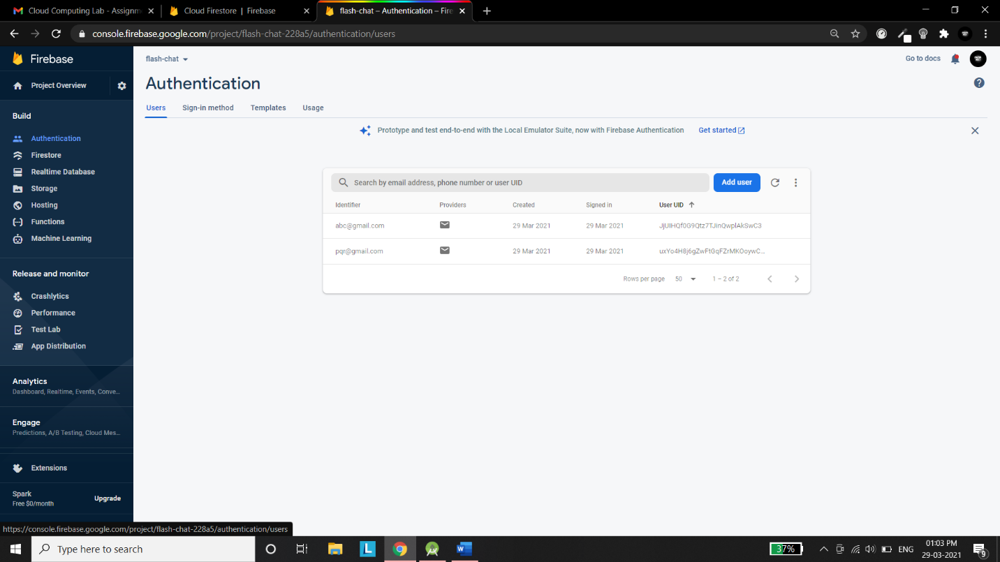 Cloud Computing Lab - Assignm
Cloud Firestore | Firebase
flash-chat – Authentication – Fire
console.firebase.google.com/project/flash-chat-228a5/authentication/users
Firebase
Project Overview
Build
Authentication
Firestore
Realtime Database
Storage
Hosting
Functions
Machine Learning
Release and monitor
Crashlytics
Performance
Test Lab
App Distribution
Analytics
Dashboard, Realtime, Events, Conve...
Engage
Predictions, A/B Testing, Cloud Mes...
Extensions
Spark
Free $0/month
Upgrade
flash-chat
Go to docs
Authentication
Users Sign-in method Templates Usage
Prototype and test end-to-end with the Local Emulator Suite, now with Firebase Authentication Get started
Search by email address, phone number or user UID
Add user
Identifier Providers Created Signed in User UID
abc@gmail.com 29 Mar 2021 29 Mar 2021
pqr@gmail.com 29 Mar 2021 29 Mar 2021
Rows per page 50 1 – 2 of 2
https://console.firebase.google.com/project/flash-chat-228a5/authentication/users
Type here to search
L
37%
ENG
01:03 PM
29-03-2021
9